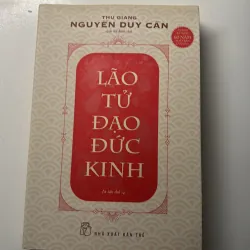 THU GIANG
NGUYỄN DUY CẦN
LÃO
TỬ
ĐẠO
ĐỨC
KINH
NHÀ XUẤT BẢN TRẺ